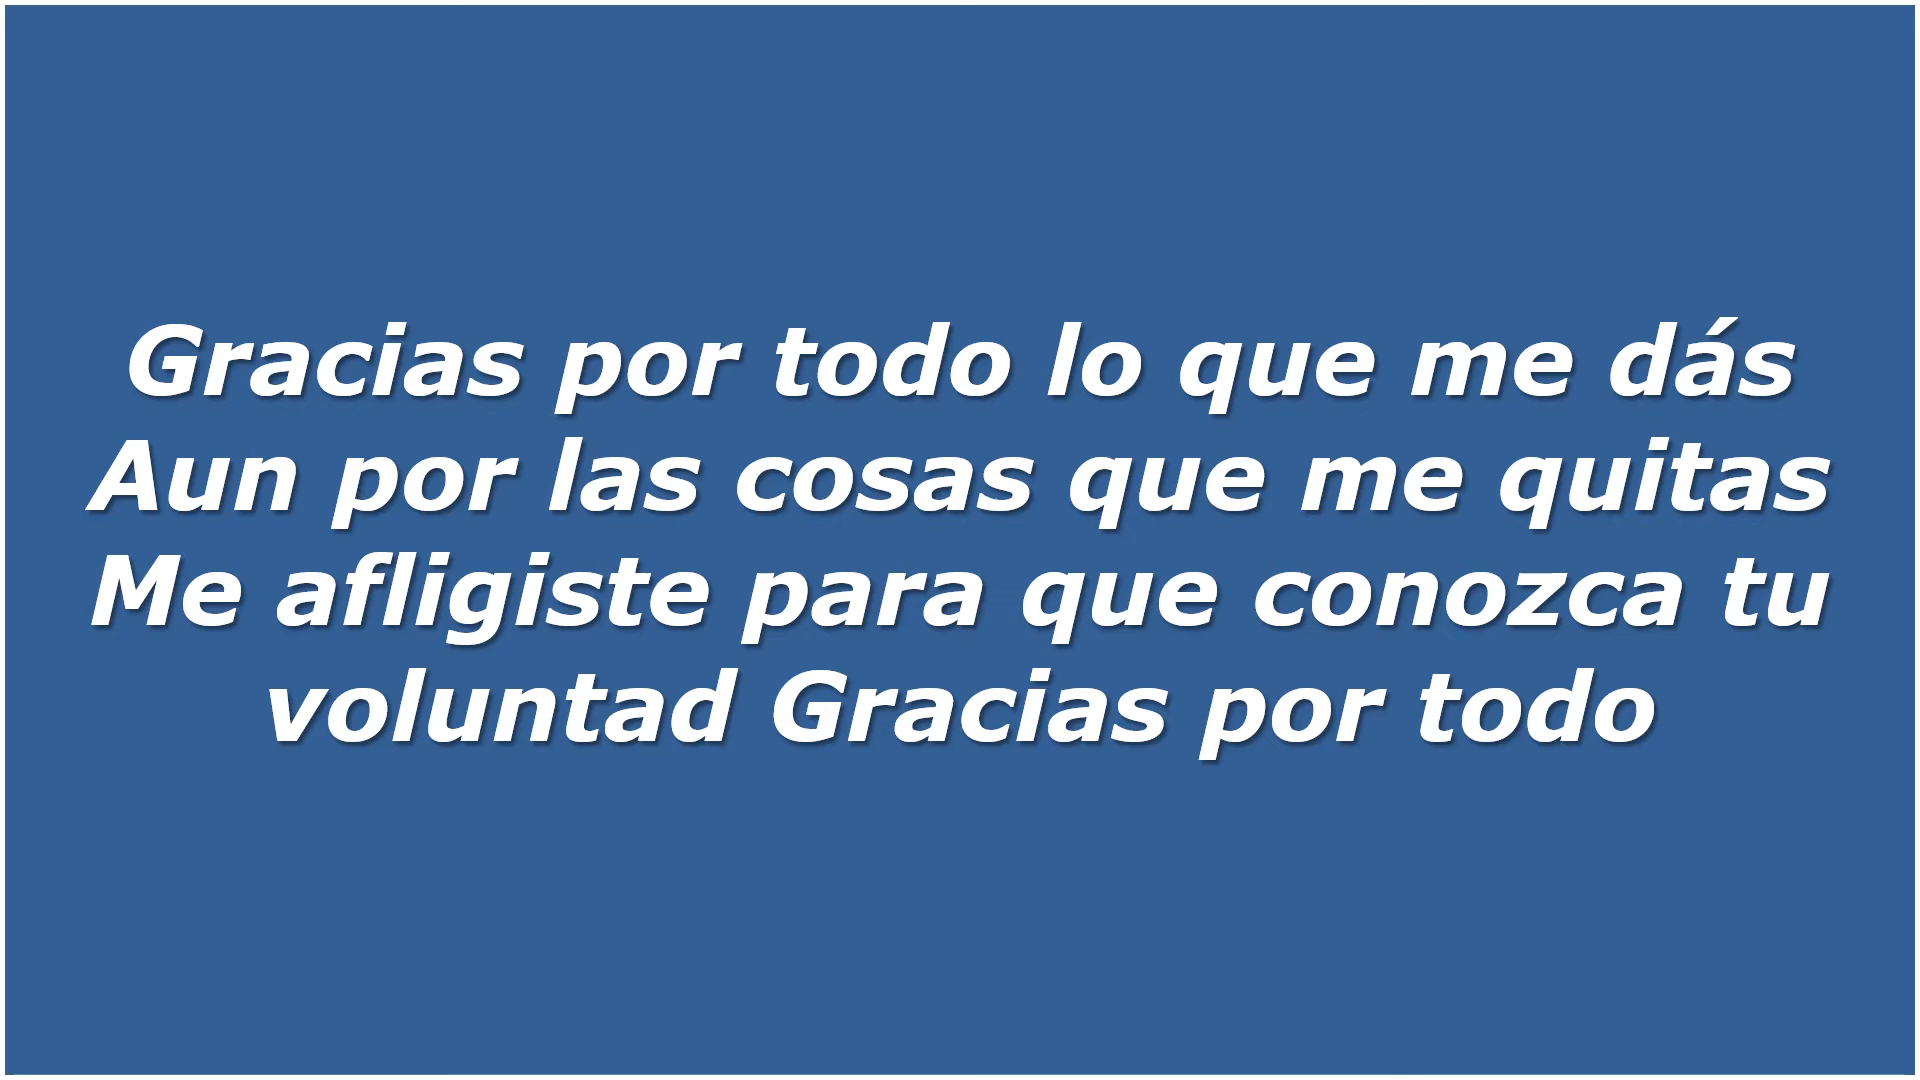 Gracias por todo lo que me dás
Aun por las cosas que me quitas
Me afligiste para que conozca tu
voluntad Gracias por todo